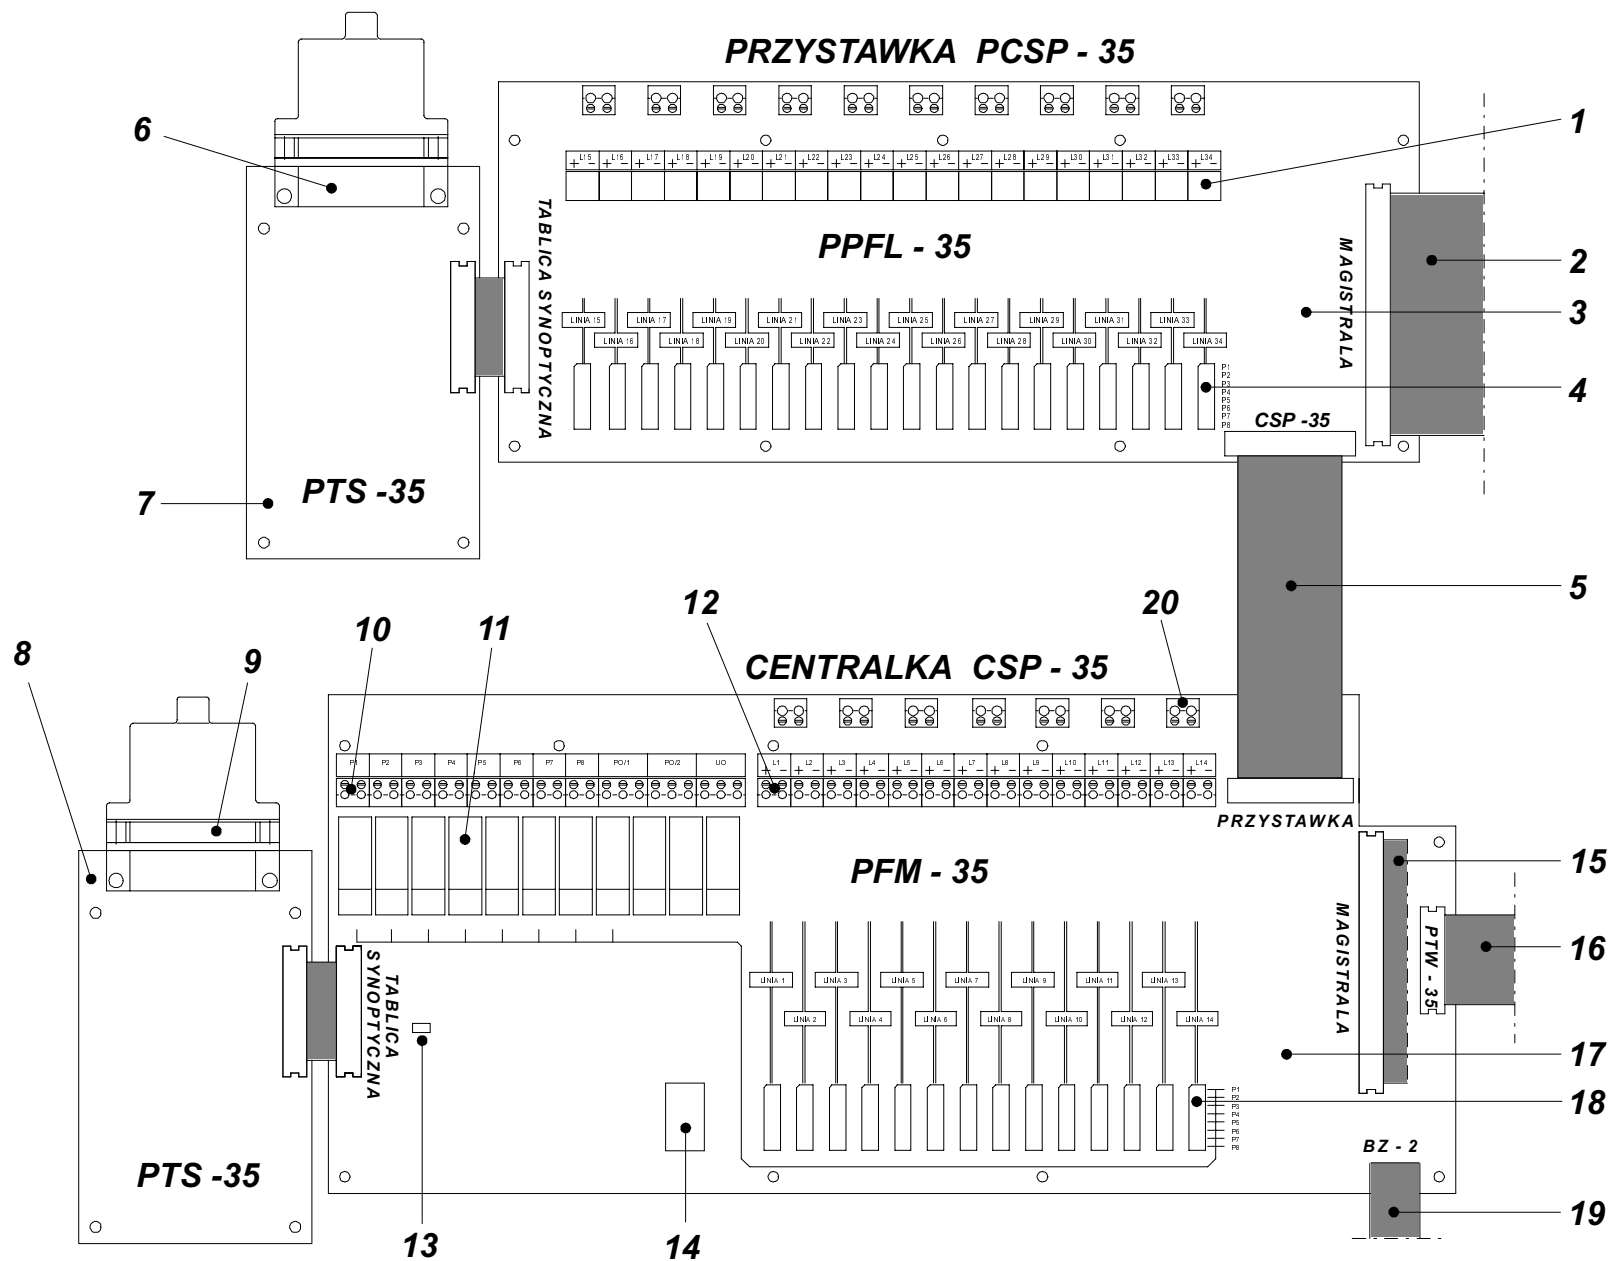 PRZYSTAWKA PCSP - 35
6
1
L15 L16 L17 L18 L19 L20 L21 L22 L23 L24 L25 L26 L27 L28 L29 L30 L31 L32 L33 L34
+ - + - + - + - + - + - + - + - + - + - + - + - + - + - + - + - + - + - + - + -
TABLICA SYNOPTYCZNA
PPFL - 35
MAGISTRALA
2
3
LINIA 15 LINIA 17 LINIA 19 LINIA 21 LINIA 23 LINIA 25 LINIA 27 LINIA 29 LINIA 31 LINIA 33
LINIA 16 LINIA 18 LINIA 20 LINIA 22 LINIA 24 LINIA 26 LINIA 28 LINIA 30 LINIA 32 LINIA 34
P1
P2
P3
P4
P5
P6
P7
P8
4
CSP -35
PTS -35
7
5
8
9
10
11
12
20
CENTRALKA CSP - 35
P1 P2 P3 P4 P5 P6 P7 P8 PO/1 PO/2 UO
L1 L2 L3 L4 L5 L6 L7 L8 L9 L10 L11 L12 L13 L14
+ - + - + - + - + - + - + - + - + - + - + - + - + - + -
PRZYSTAWKA
PFM - 35
15
MAGISTRALA
PTW - 35
16
TABLICA
SYNOPTYCZNA
LINIA 1 LINIA 3 LINIA 5 LINIA 7 LINIA 9 LINIA 11 LINIA 13
LINIA 2 LINIA 4 LINIA 6 LINIA 8 LINIA 10 LINIA 12 LINIA 14
17
P1
P2
P3
P4
P5
P6
P7
P8
18
BZ - 2
PTS -35
19
13
14